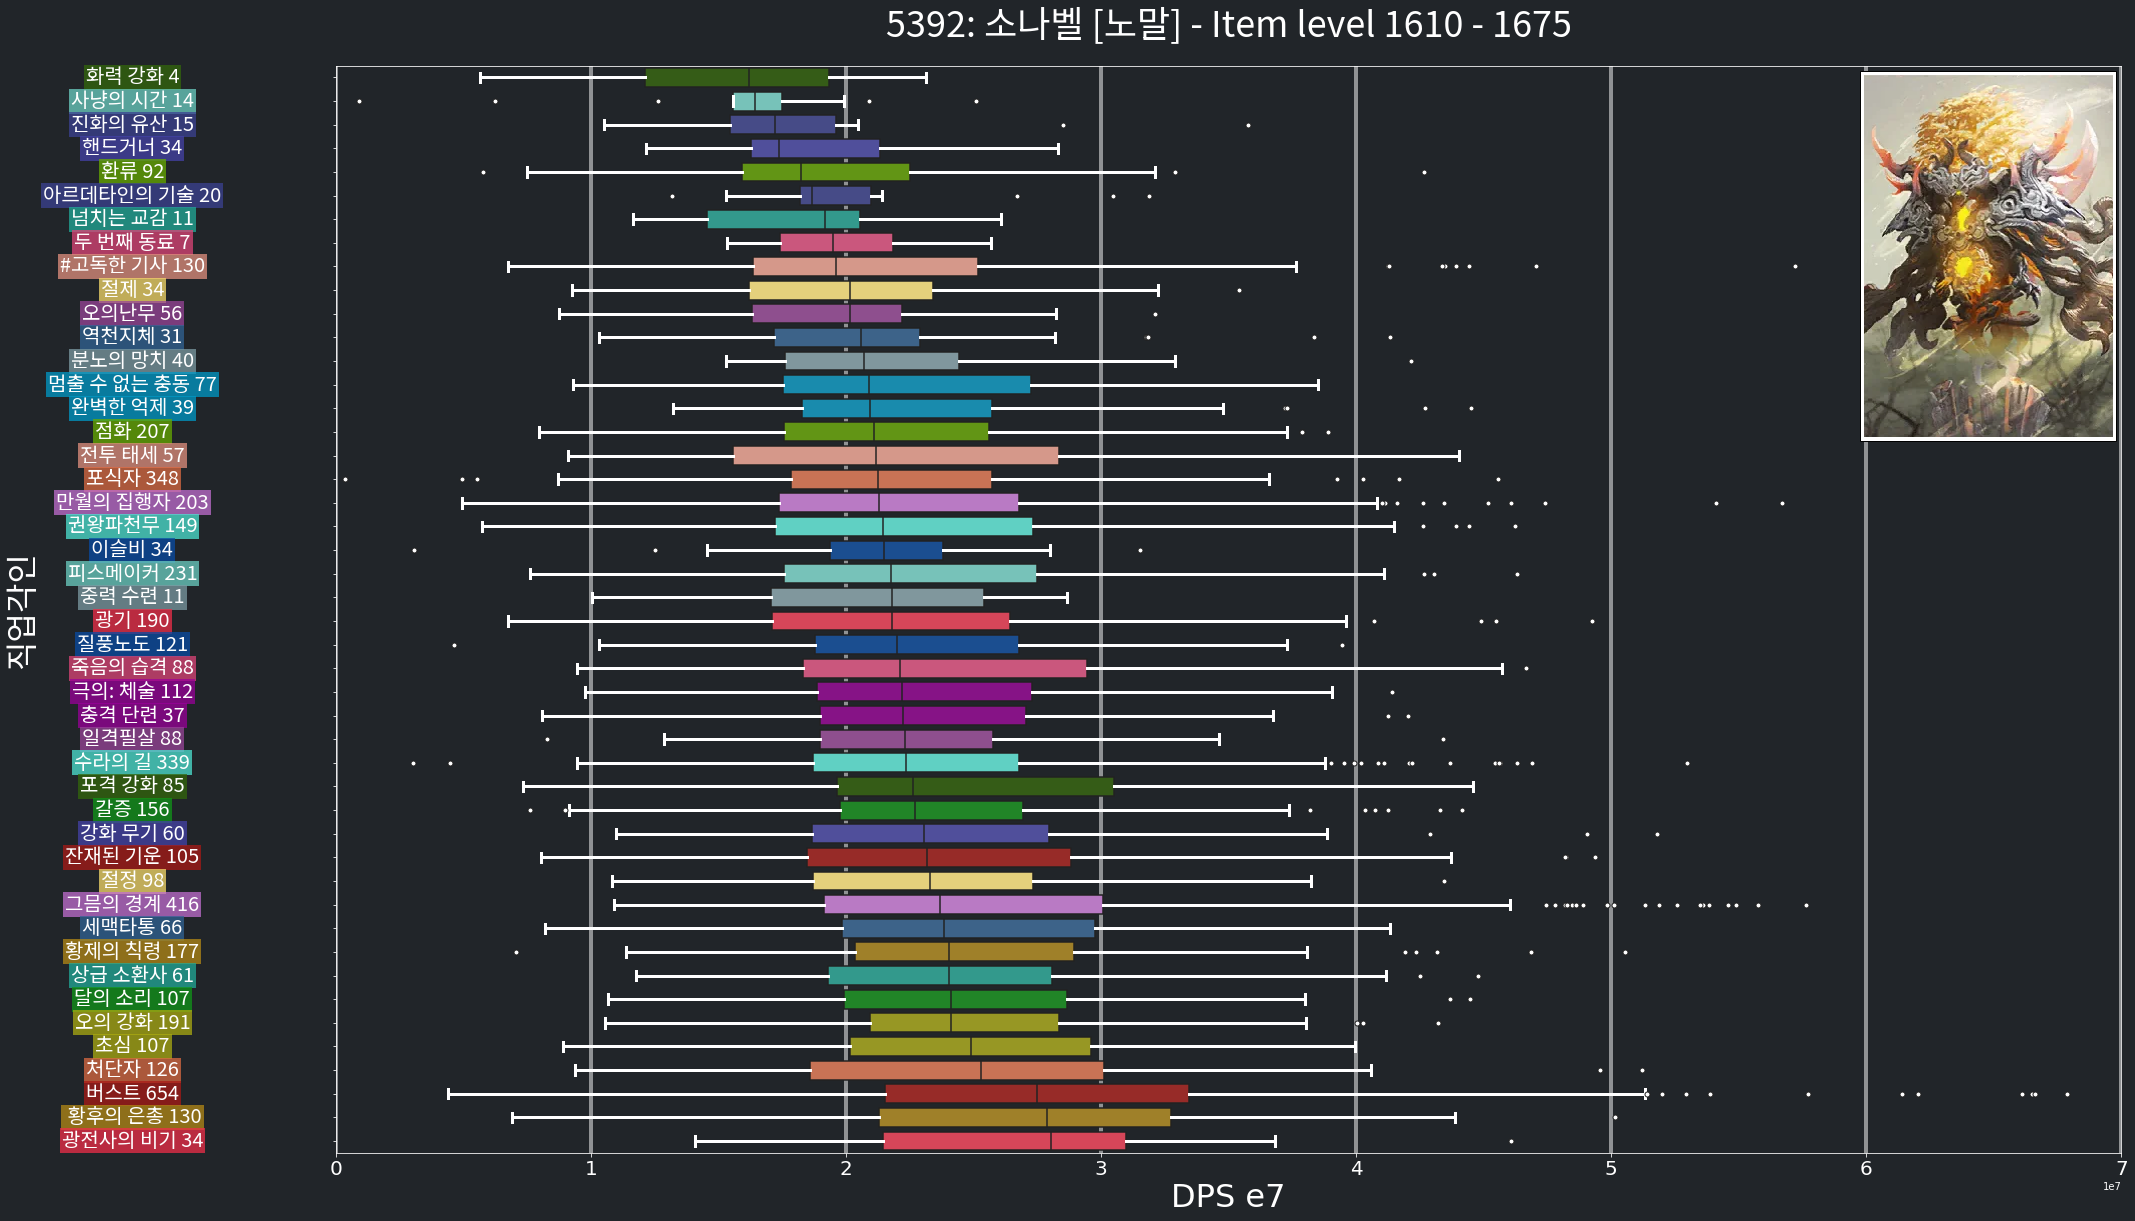 5392: 소나벨 [노말] - Item level 1610 - 1675
화력 강화 4
사냥의 시간 14
진화의 유산 15
핸드거너 34
환류 92
아르데타인의 기술 20
넘치는 교감 11
두 번째 동료 7
#고독한 기사 130
절제 34
오의난무 56
역천지체 31
분노의 망치 40
멈출 수 없는 충동 77
완벽한 억제 39
점화 207
전투 태세 57
포식자 348
만월의 집행자 203
권왕파천무 149
이슬비 34
피스메이커 231
중력 수련 11
광기 190
질풍노도 121
죽음의 습격 88
극의: 체술 112
충격 단련 37
일격필살 88
수라의 길 339
포격 강화 85
갈증 156
강화 무기 60
잔재된 기운 105
절정 98
그믐의 경계 416
세맥타통 66
황제의 칙령 177
상급 소환사 61
달의 소리 107
오의 강화 191
초심 107
처단자 126
버스트 654
황후의 은총 130
광전사의 비기 34
직업각인
0 1 2 3 4 5 6 7
1e7
DPS e7